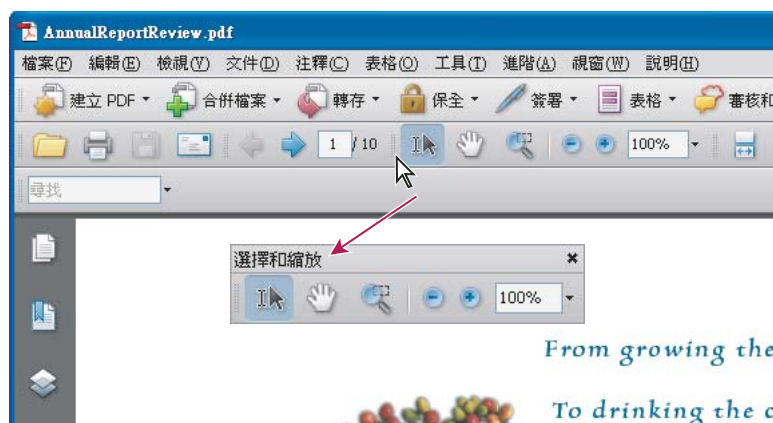 AnnualReportReview.pdf
檔案(F) 編輯(E) 檢視(V) 文件(D) 注釋(C) 表格(O) 工具(T) 進階(A) 視窗(W) 說明(H)
建立 PDF 合併檔案 轉存 保全 簽署 表格 審核和
1 / 10 100%
尋找
選擇和縮放
100%
From growing the
To drinking the c